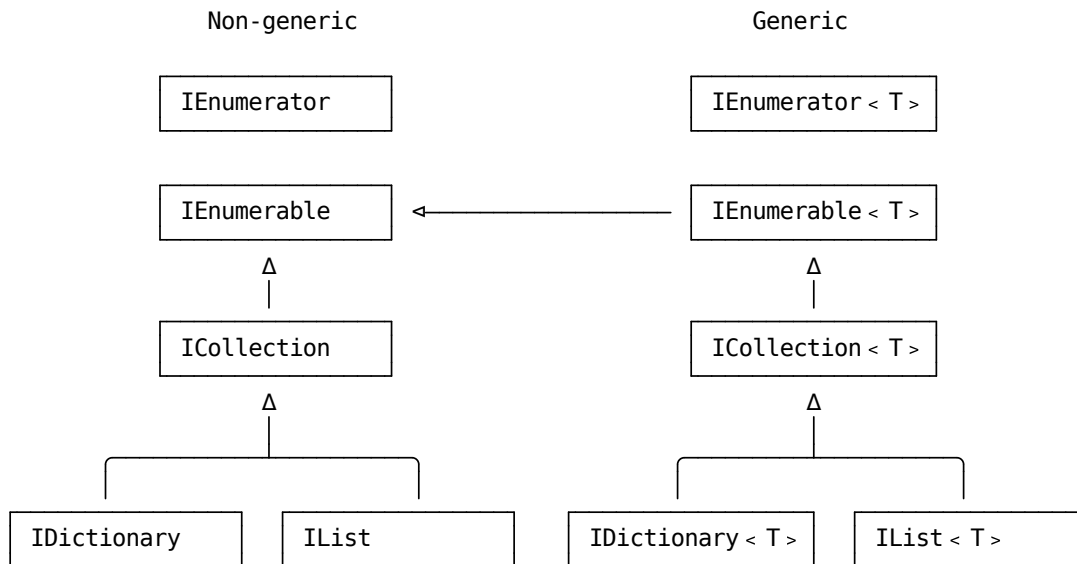 Non-generic Generic
IEnumerator IEnumerator < T >
IEnumerable IEnumerable < T >
ICollection ICollection < T >
IDictionary IList IDictionary < T > IList < T >